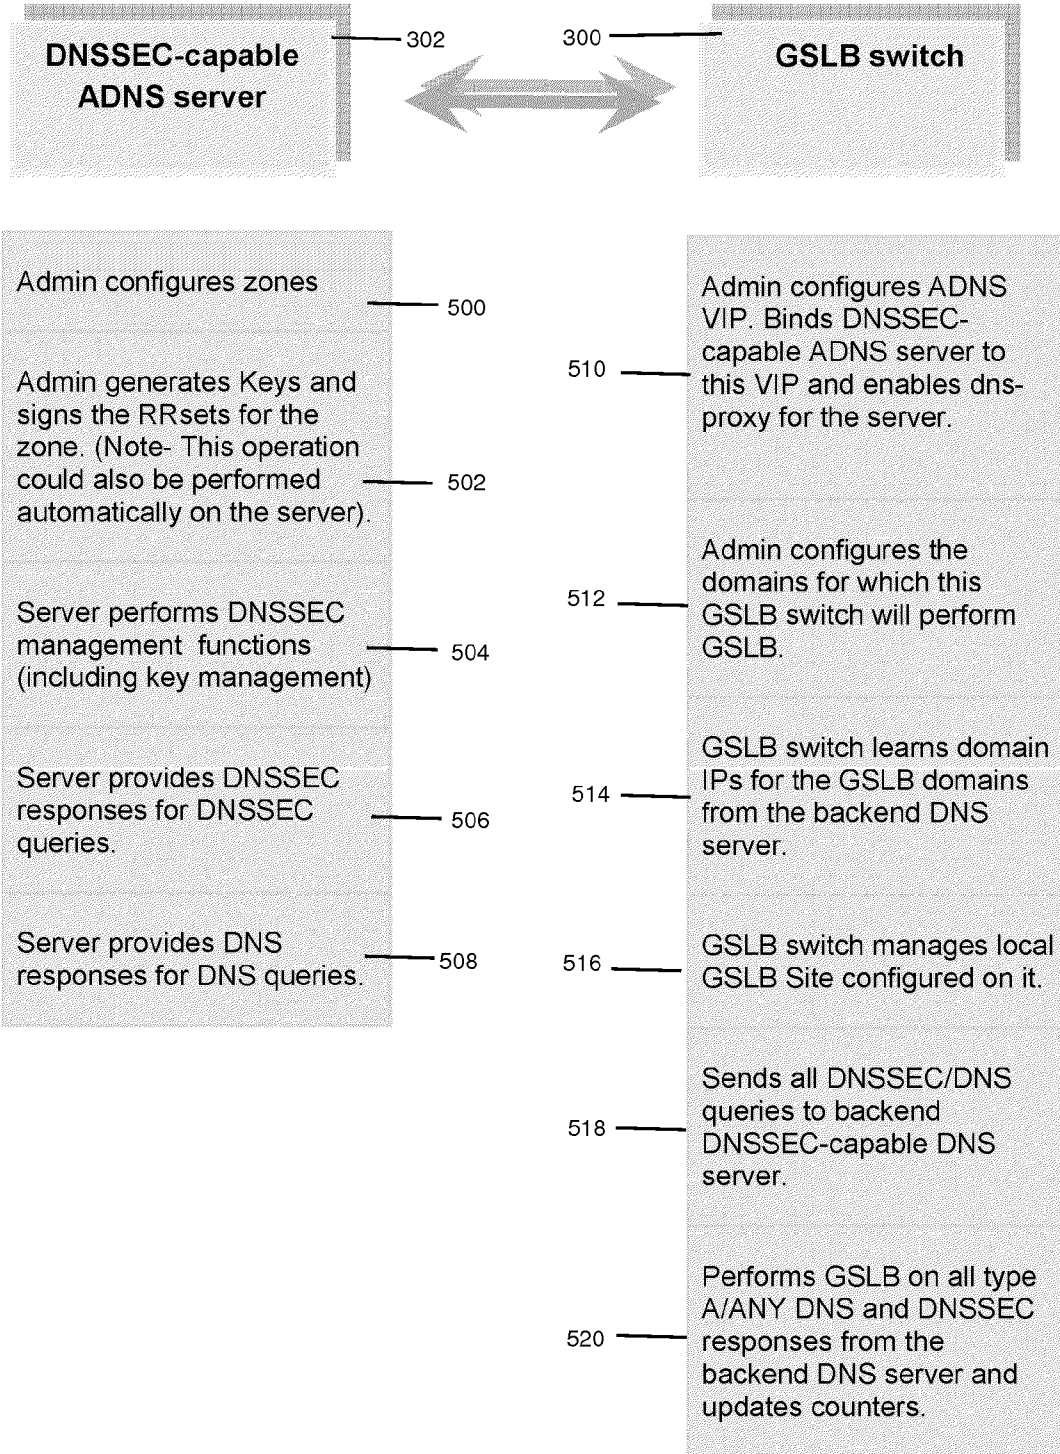 DNSSEC-capable
ADNS server
302
300
GSLB switch
Admin configures zones
500
Admin generates Keys and
signs the RRsets for the
zone. (Note- This operation
could also be performed
automatically on the server).
502
Server performs DNSSEC
management functions
(including key management)
504
Server provides DNSSEC
responses for DNSSEC
queries.
506
Server provides DNS
responses for DNS queries.
508
510
Admin configures ADNS
VIP. Binds DNSSEC-
capable ADNS server to
this VIP and enables dns-
proxy for the server.
512
Admin configures the
domains for which this
GSLB switch will perform
GSLB.
514
GSLB switch learns domain
IPs for the GSLB domains
from the backend DNS
server.
516
GSLB switch manages local
GSLB Site configured on it.
518
Sends all DNSSEC/DNS
queries to backend
DNSSEC-capable DNS
server.
520
Performs GSLB on all type
A/ANY DNS and DNSSEC
responses from the
backend DNS server and
updates counters.